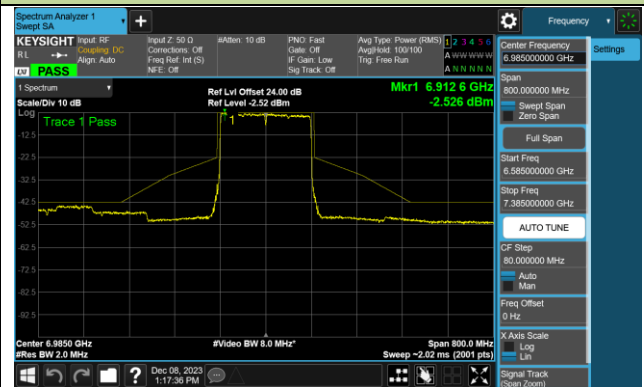 Spectrum Analyzer 1
Swept SA
+
Frequency
KEYSIGHT
RL
Input: RF
Coupling: DC
Align: Auto
Input Z: 50 Ω
Corrections: Off
Freq Ref: Int (S)
NFE: Off
#Atten: 10 dB
PNO: Fast
Gate: Off
IF Gain: Low
Sig Track: Off
Avg Type: Power (RMS)
Avg|Hold: 100/100
Trig: Free Run
1 2 3 4 5 6
A W W W W W
A N N N N N
LXI
PASS
1 Spectrum
Scale/Div 10 dB
Ref Lvl Offset 24.00 dB
Ref Level -2.52 dBm
Mkr1 6.912 6 GHz
-2.526 dBm
Log
Trace 1 Pass
1
-12.5
-22.5
-32.5
-42.5
-52.5
-62.5
-72.5
-82.5
-92.5
Center 6.9850 GHz
#Res BW 2.0 MHz
#Video BW 8.0 MHz*
Span 800.0 MHz
Sweep ~2.02 ms (2001 pts)
Center Frequency
6.985000000 GHz
Settings
Span
800.000000 MHz
Swept Span
Zero Span
Full Span
Start Freq
6.585000000 GHz
Stop Freq
7.385000000 GHz
AUTO TUNE
CF Step
80.000000 MHz
Auto
Man
Freq Offset
0 Hz
X Axis Scale
Log
Lin
Signal Track
(Span Zoom)
?
Dec 08, 2023
1:17:36 PM